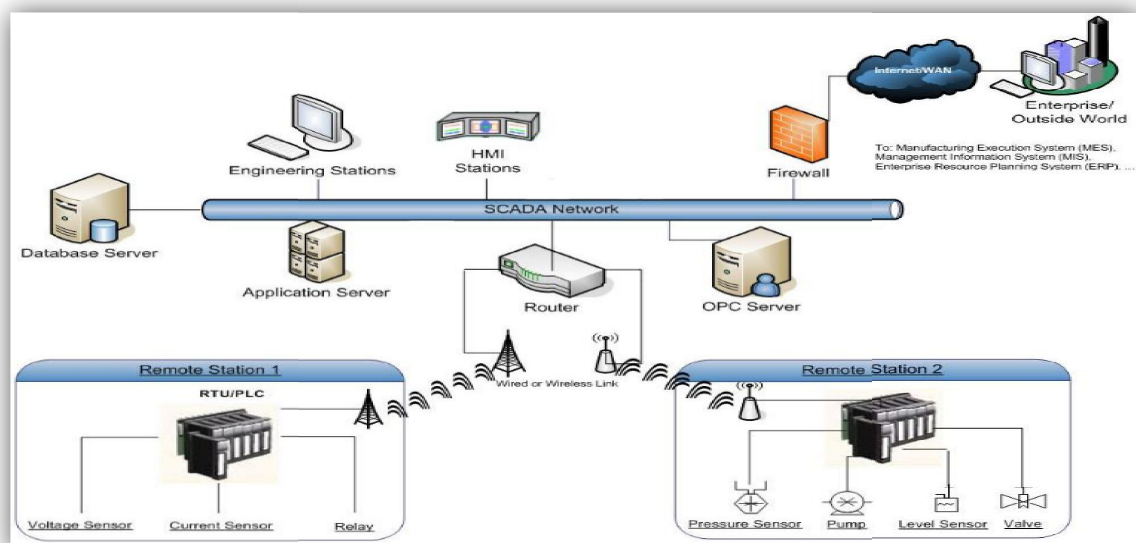 Internet/WAN
Enterprise/
Outside World
To: Manufacturing Execution System (MES),
Management Information System (MIS),
Enterprise Resource Planning System (ERP), ...
Engineering Stations
HMI
Stations
Firewall
SCADA Network
Database Server
Application Server
Router
OPC Server
Remote Station 1
Wired or Wireless Link
Remote Station 2
RTU/PLC
Voltage Sensor
Current Sensor
Relay
Pressure Sensor
Pump
Level Sensor
Valve